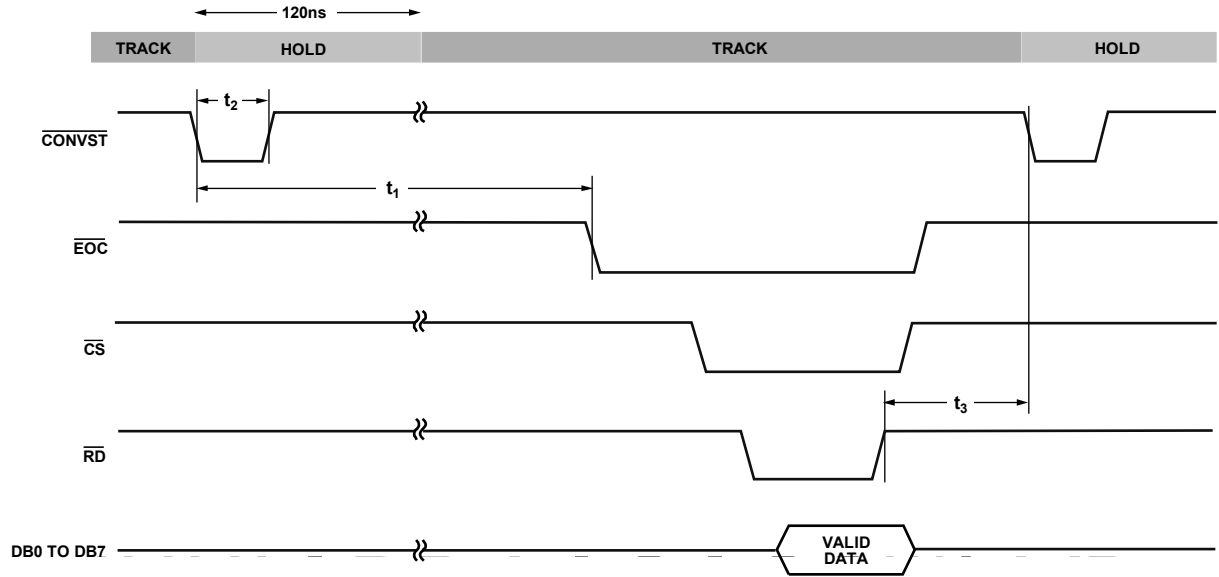 120ns
TRACK HOLD TRACK HOLD
t2
CONVST
t1
EOC
CS
t3
RD
DB0 TO DB7
VALID
DATA